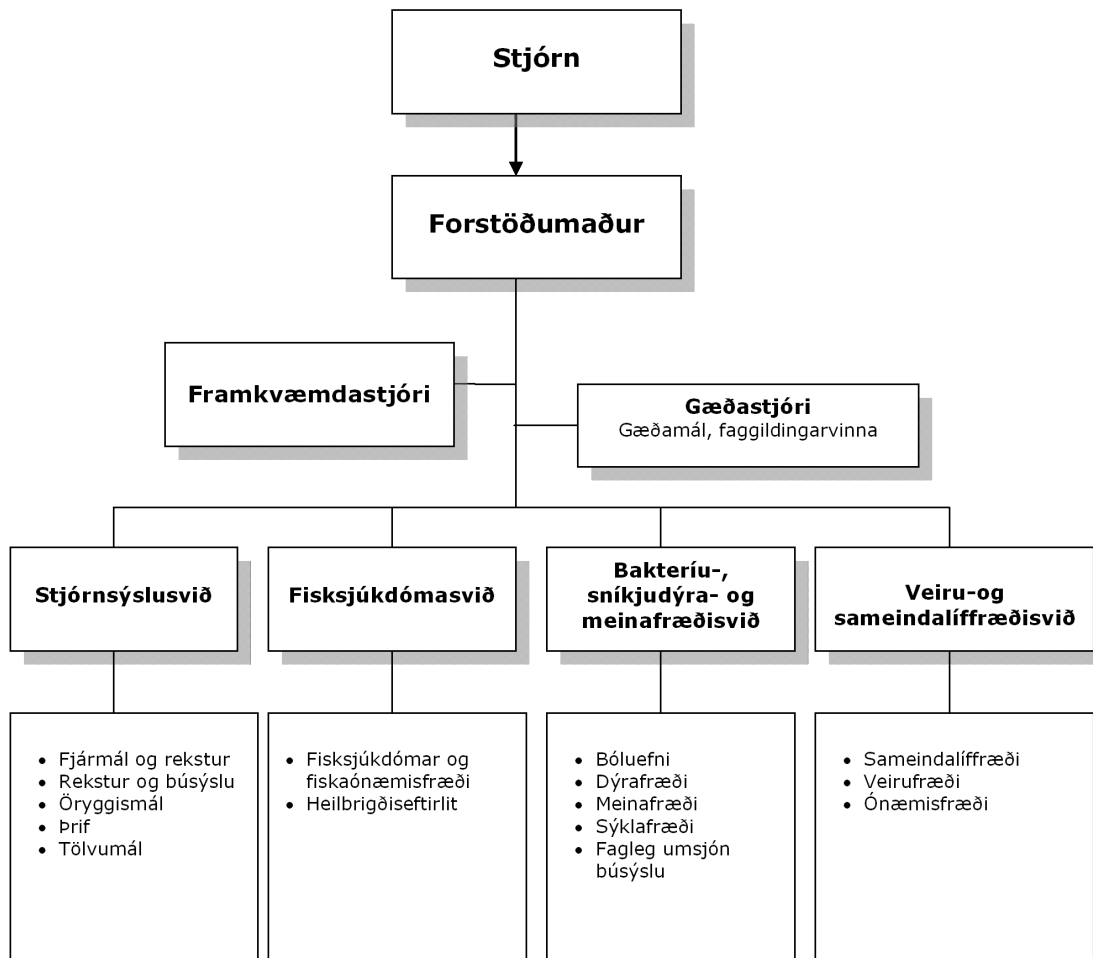 Stjórn
Forstöðumaður
Framkvæmdastjóri
Gæðastjóri
Gæðamál, faggildingarvinna
Stjórnsýslusvið
Fisksjúkdómasvið
Bakteríu-,
sníkjudýra- og
meinafræðisvið
Veiru-og
sameindalíffræðisvið
• Fjármál og rekstur
• Rekstur og búsýslu
• Öryggismál
• Þrif
• Tölvumál
• Fisksjúkdómar og
fiskaónæmisfræði
• Heilbrigðiseftirlit
• Bóluefni
• Dýrafræði
• Meinafræði
• Sýklafræði
• Fagleg umsjón
búsýslu
• Sameindalíffræði
• Veirufræði
• Ónæmisfræði